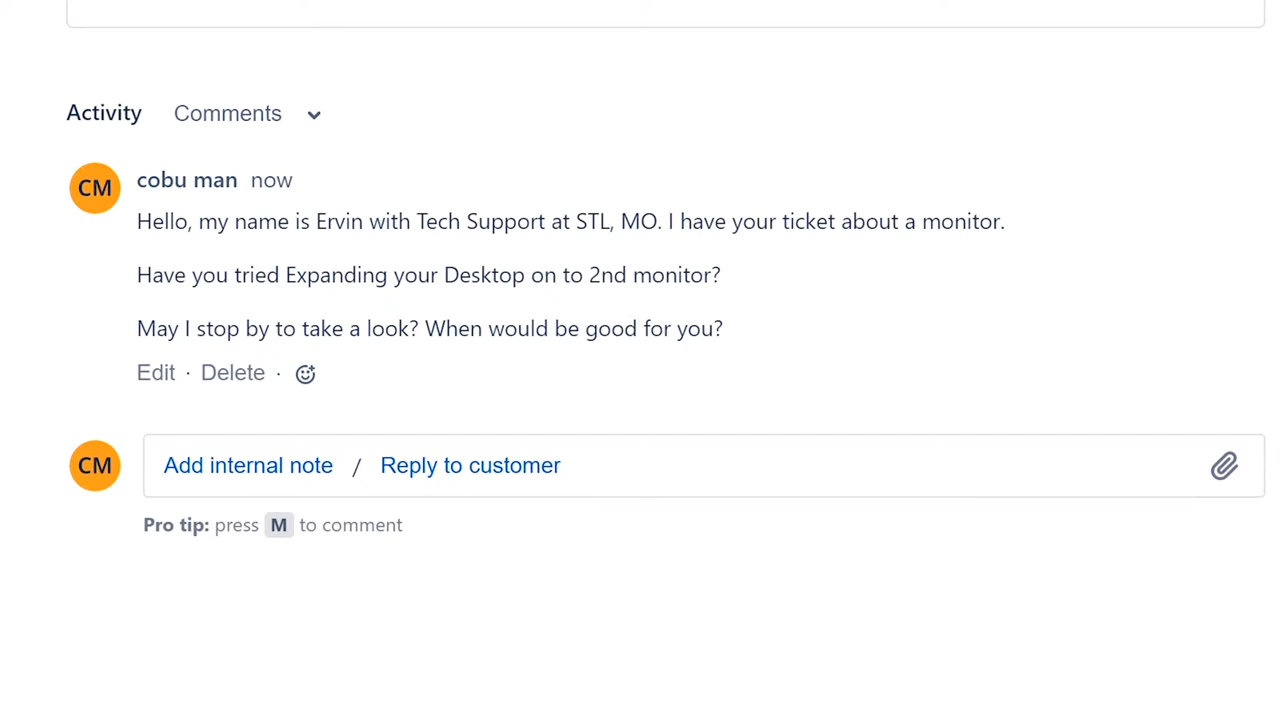 Activity Comments
CM cobu man now
Hello, my name is Ervin with Tech Support at STL, MO. I have your ticket about a monitor.
Have you tried Expanding your Desktop on to 2nd monitor?
May I stop by to take a look? When would be good for you?
Edit · Delete ·
CM Add internal note / Reply to customer
Pro tip: press M to comment